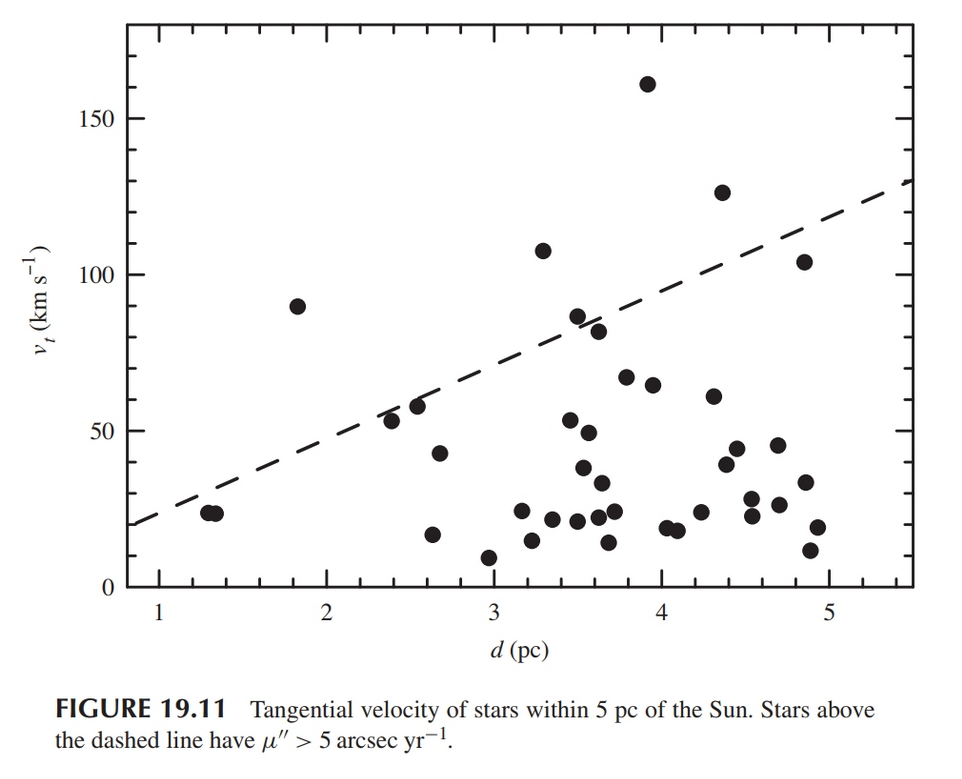 150
100
50
0
v_t (km s⁻¹)
1 2 3 4 5
d (pc)
FIGURE 19.11 Tangential velocity of stars within 5 pc of the Sun. Stars above
the dashed line have μ″ > 5 arcsec yr⁻¹.